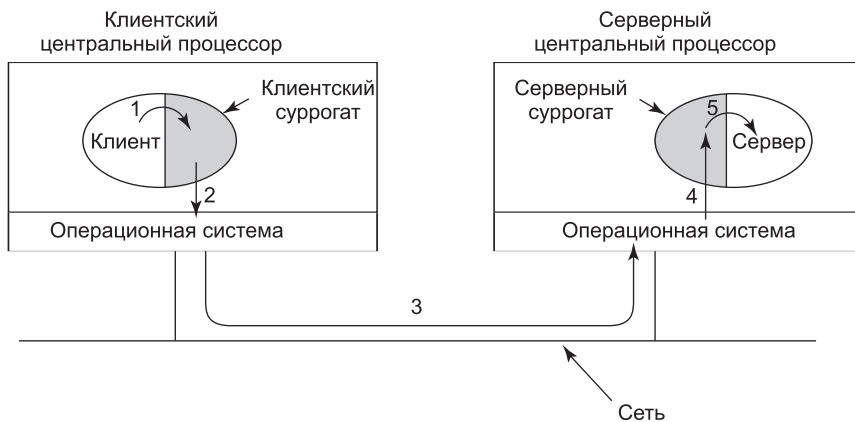 Клиентский
центральный процессор
Серверный
центральный процессор
1
Клиент
Клиентский
суррогат
2
Операционная система
Серверный
суррогат
5
Сервер
4
Операционная система
3
Сеть